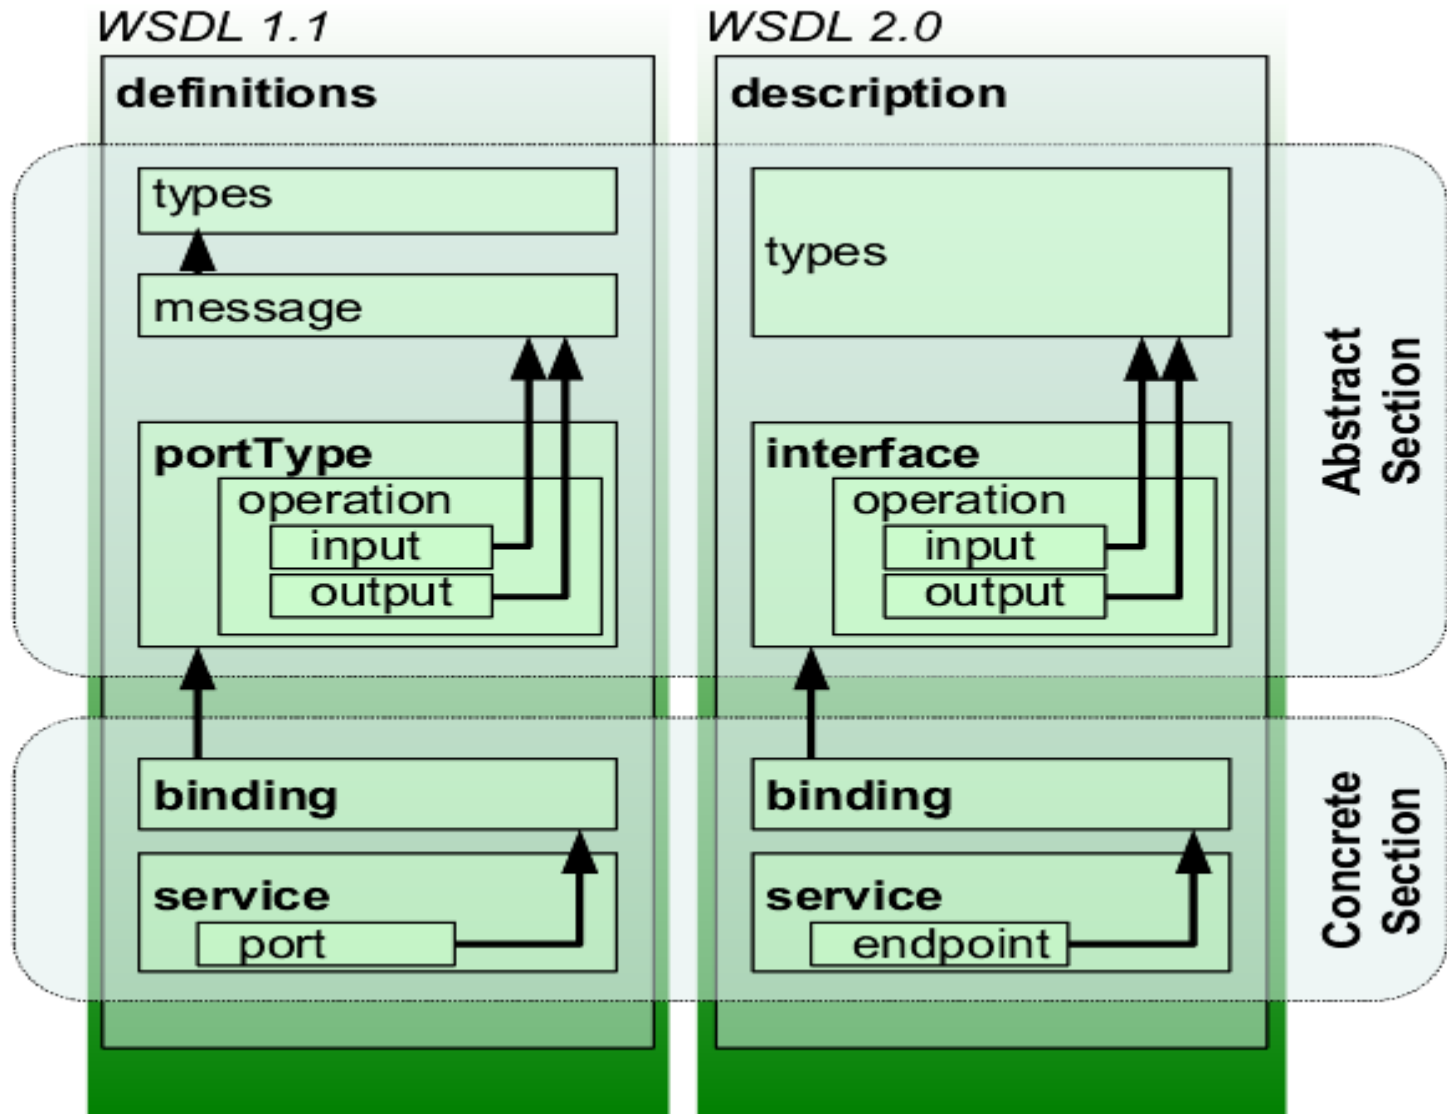 WSDL 1.1
definitions
types
message
portType
operation
input
output
binding
service
port
WSDL 2.0
description
types
interface
operation
input
output
binding
service
endpoint
Abstract
Section
Concrete
Section